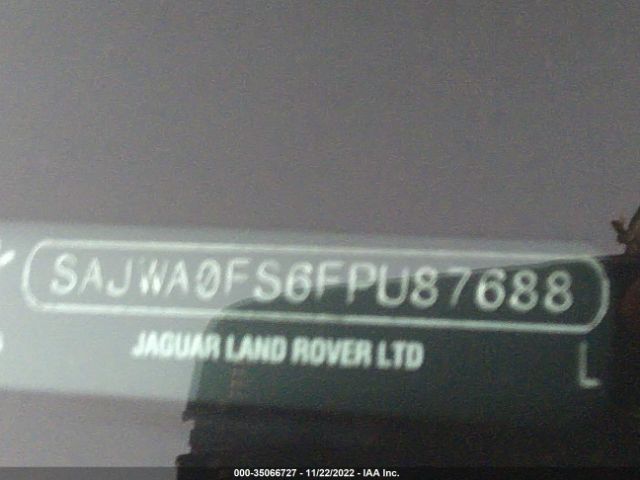 SAJWA0FS6FPU87688
JAGUAR LAND ROVER LTD
L
000-35066727 - 11/22/2022 - IAA Inc.